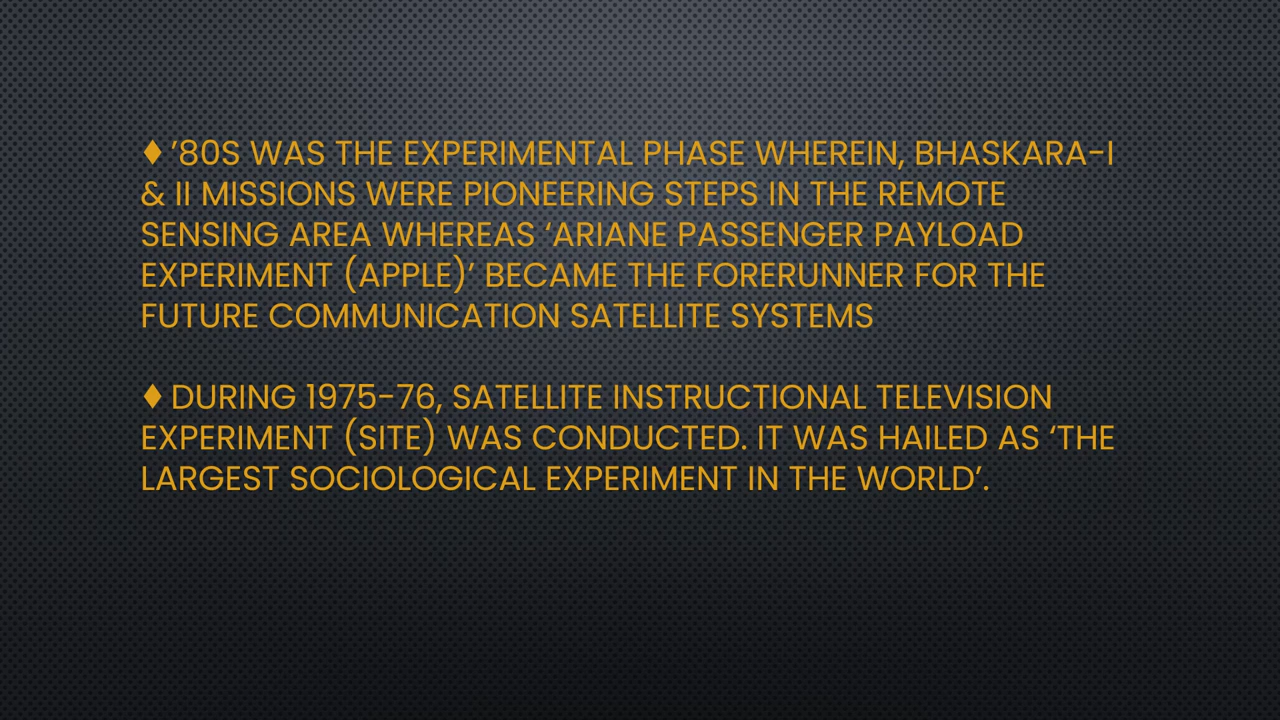 ♦ ’80S WAS THE EXPERIMENTAL PHASE WHEREIN, BHASKARA-I
& II MISSIONS WERE PIONEERING STEPS IN THE REMOTE
SENSING AREA WHEREAS ‘ARIANE PASSENGER PAYLOAD
EXPERIMENT (APPLE)’ BECAME THE FORERUNNER FOR THE
FUTURE COMMUNICATION SATELLITE SYSTEMS
♦ DURING 1975-76, SATELLITE INSTRUCTIONAL TELEVISION
EXPERIMENT (SITE) WAS CONDUCTED. IT WAS HAILED AS ‘THE
LARGEST SOCIOLOGICAL EXPERIMENT IN THE WORLD’.